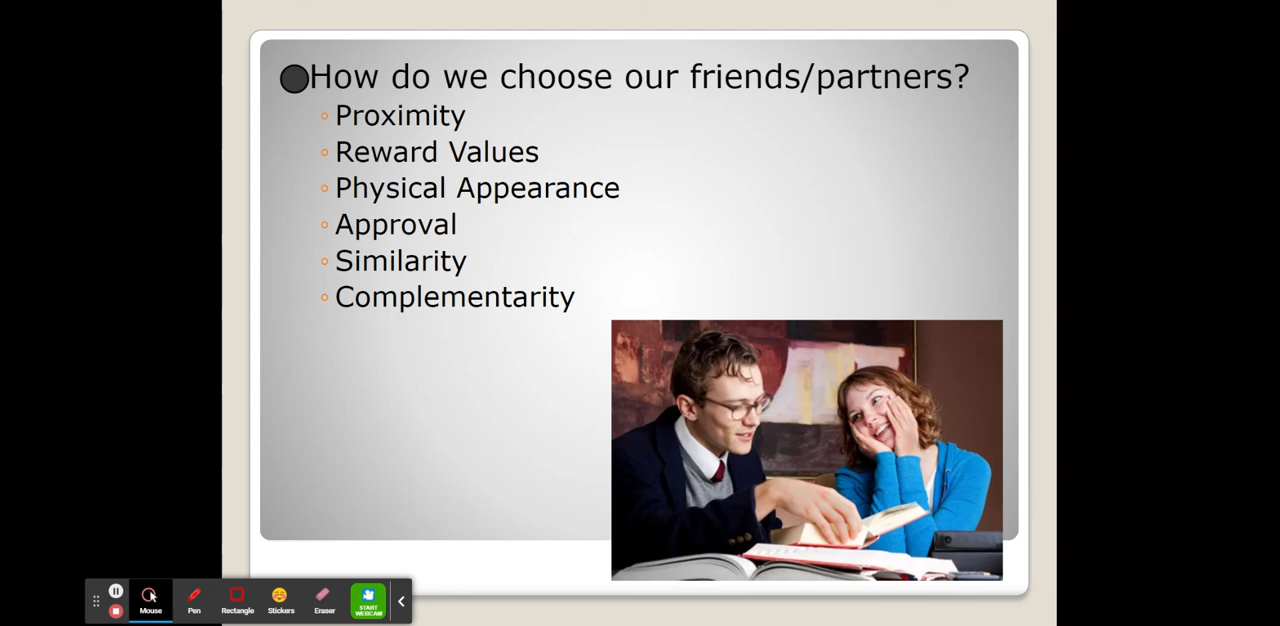 How do we choose our friends/partners?
Proximity
Reward Values
Physical Appearance
Approval
Similarity
Complementarity
Mouse
Pen
Rectangle
Stickers
Eraser
START
WEBCAM